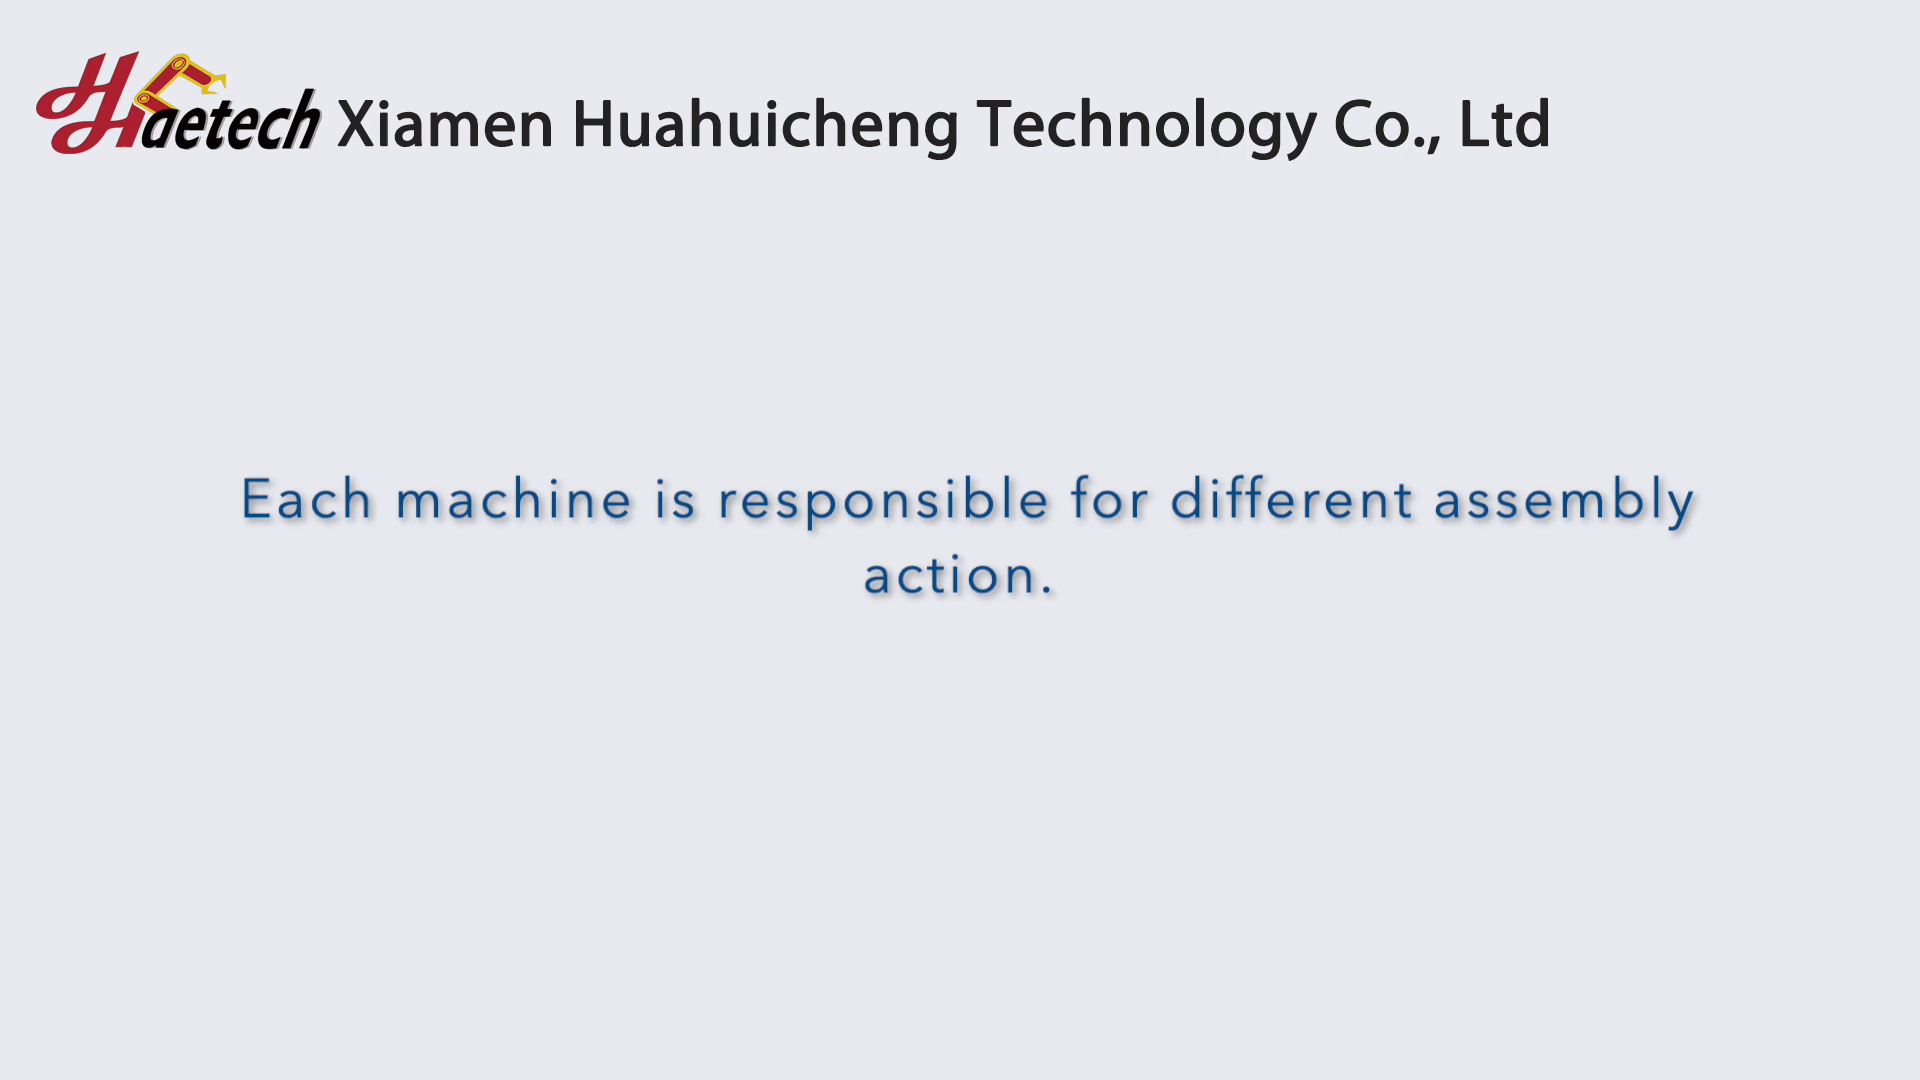 Haetech Xiamen Huahuicheng Technology Co., Ltd
Each machine is responsible for different assembly
action.